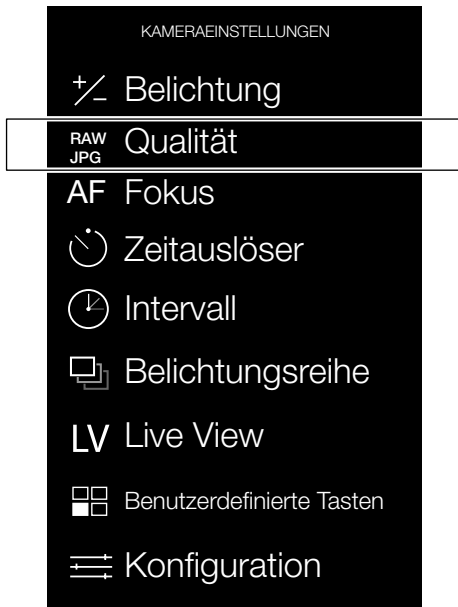 KAMERAEINSTELLUNGEN
+/- Belichtung
RAW JPG Qualität
AF Fokus
Zeitauslöser
Intervall
Belichtungsreihe
LV Live View
Benutzerdefinierte Tasten
Konfiguration